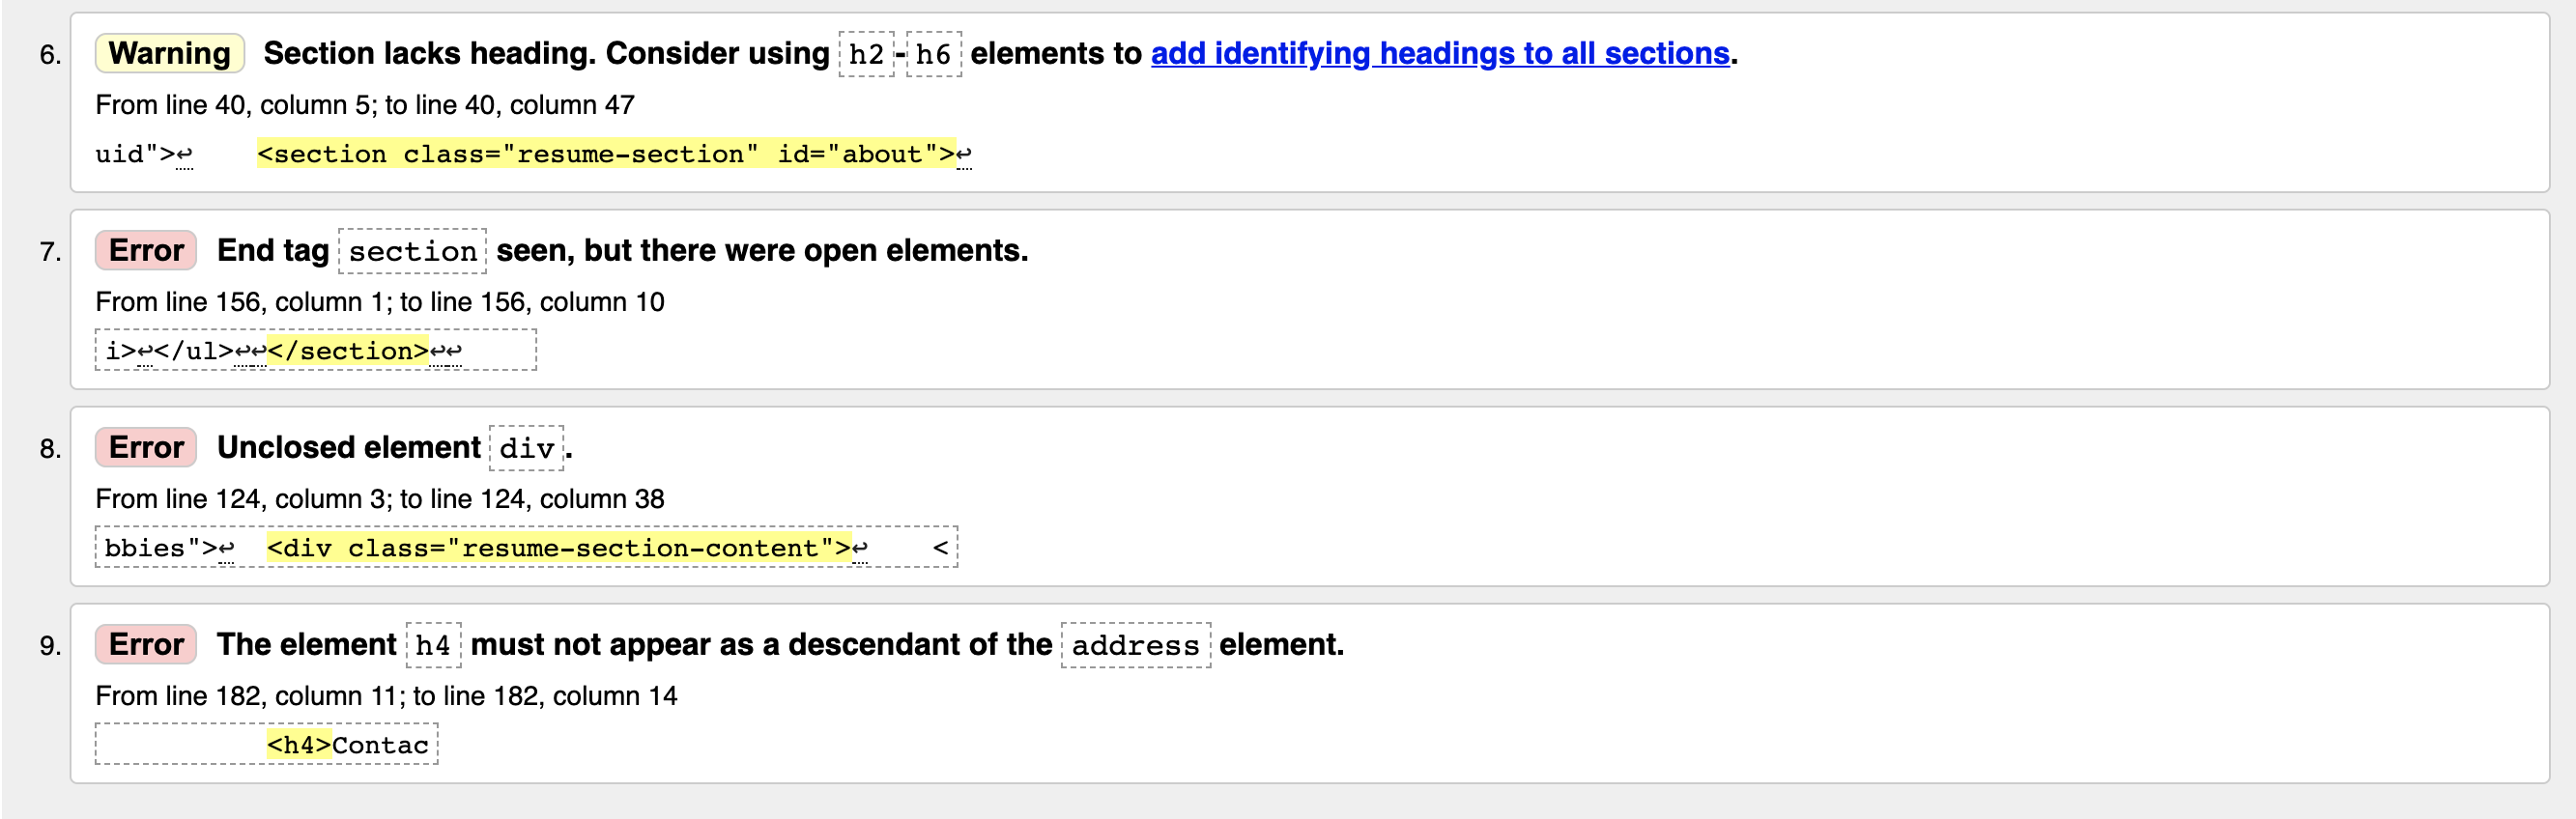 6. Warning Section lacks heading. Consider using h2-h6 elements to add identifying headings to all sections.
From line 40, column 5; to line 40, column 47
uid">↩    <section class="resume-section" id="about">↩
7. Error End tag section seen, but there were open elements.
From line 156, column 1; to line 156, column 10
i>↩</ul>↩↩</section>↩↩
8. Error Unclosed element div.
From line 124, column 3; to line 124, column 38
bbies">↩  <div class="resume-section-content">↩    <
9. Error The element h4 must not appear as a descendant of the address element.
From line 182, column 11; to line 182, column 14
<h4>Contac